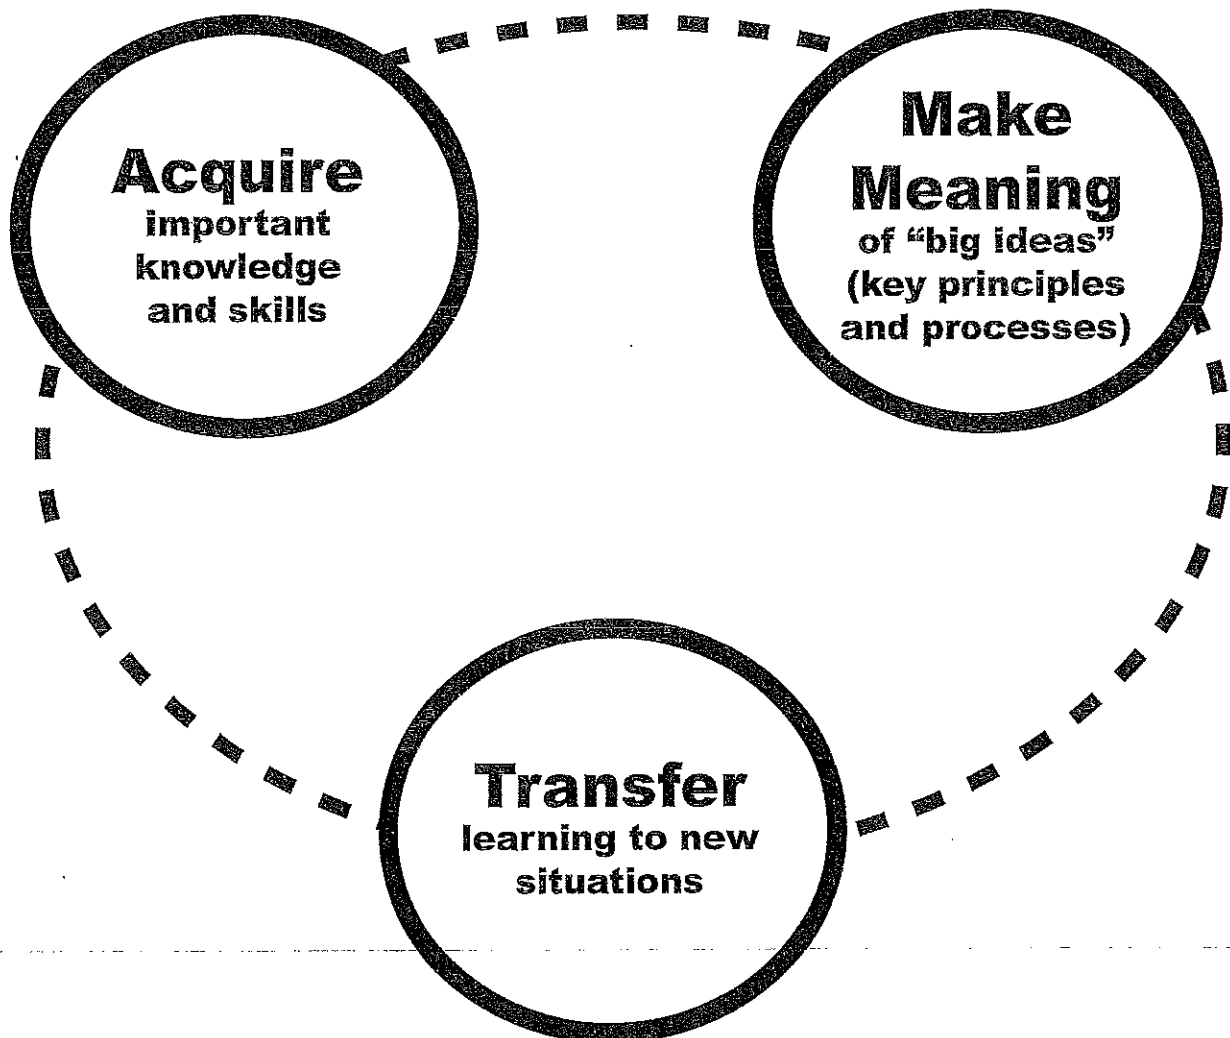 Acquire
important
knowledge
and skills
Make
Meaning
of “big ideas”
(key principles
and processes)
Transfer
learning to new
situations